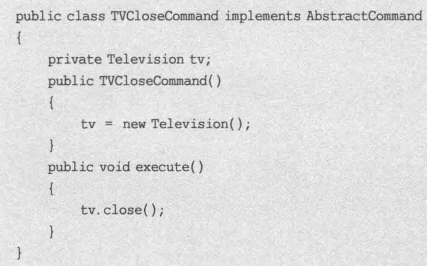 public class TVCloseCommand implements AbstractCommand
{
    private Television tv;
    public TVCloseCommand()
    {
        tv = new Television();
    }
    public void execute()
    {
        tv.close();
    }
}